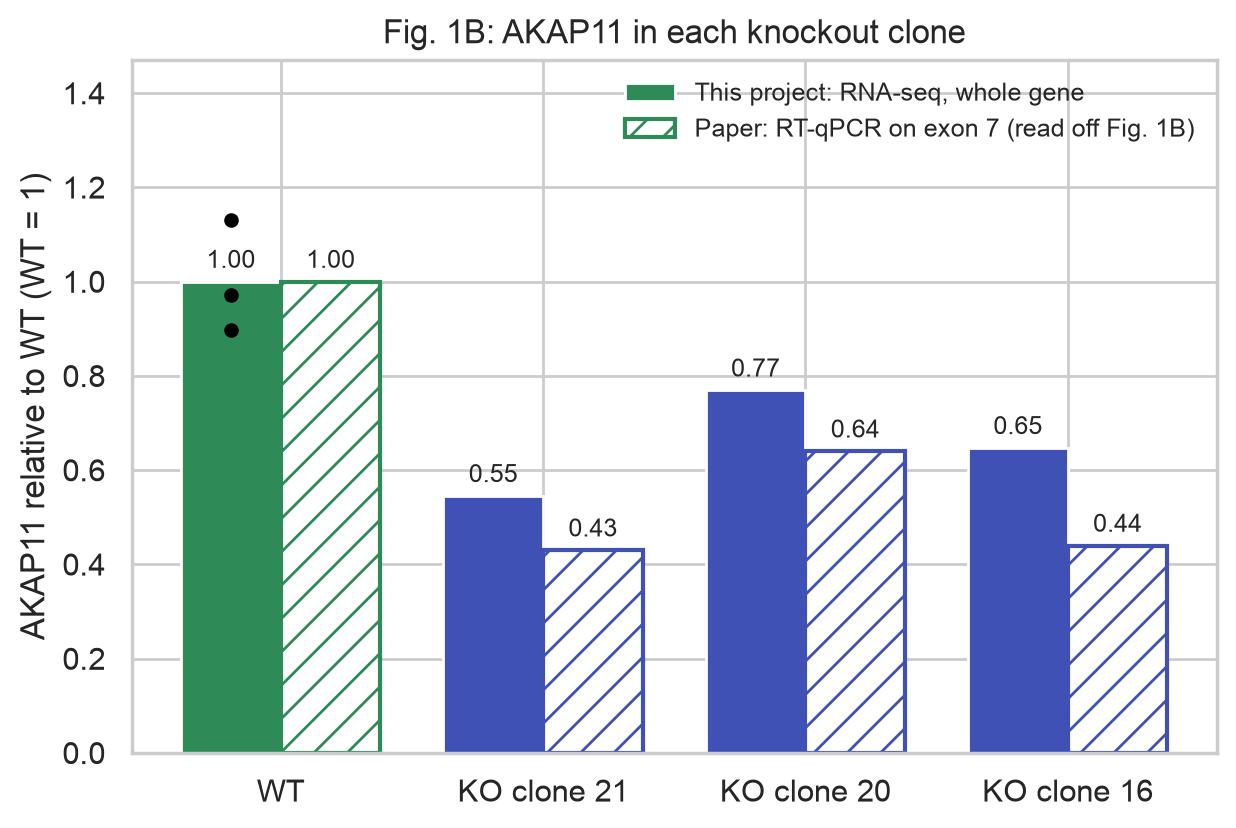 Fig. 1B: AKAP11 in each knockout clone
AKAP11 relative to WT (WT = 1)
1.4
1.2
1.0
0.8
0.6
0.4
0.2
0.0
This project: RNA-seq, whole gene
Paper: RT-qPCR on exon 7 (read off Fig. 1B)
1.00
1.00
0.55
0.43
0.77
0.64
0.65
0.44
WT
KO clone 21
KO clone 20
KO clone 16